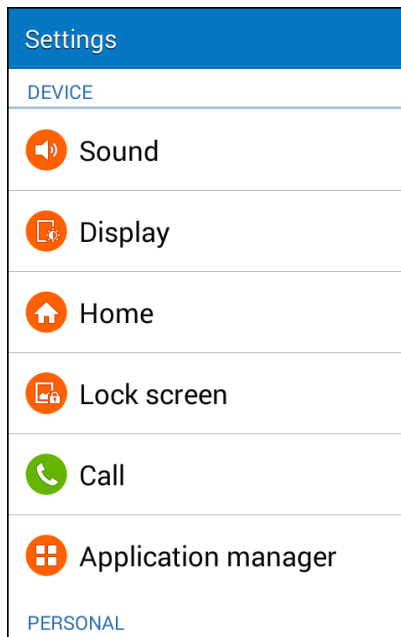 Settings
DEVICE
Sound
Display
Home
Lock screen
Call
Application manager
PERSONAL